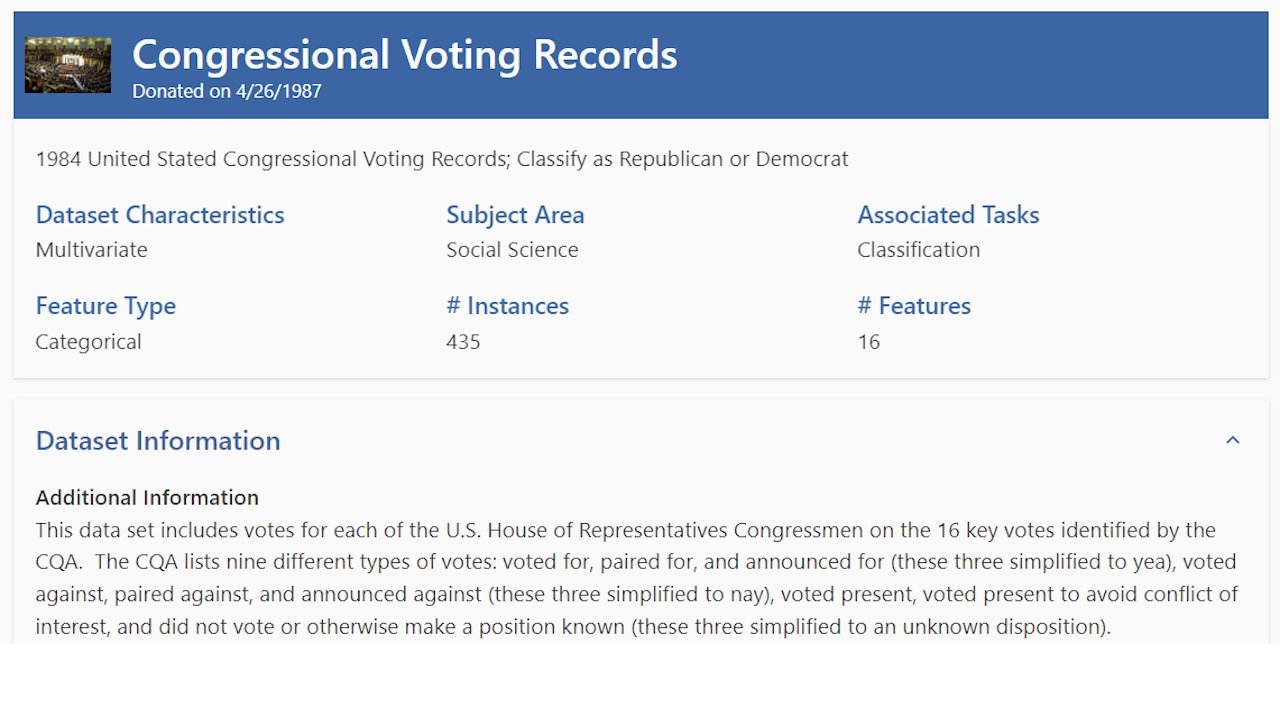 Congressional Voting Records
Donated on 4/26/1987
1984 United Stated Congressional Voting Records; Classify as Republican or Democrat
Dataset Characteristics
Multivariate
Subject Area
Social Science
Associated Tasks
Classification
Feature Type
Categorical
# Instances
435
# Features
16
Dataset Information
Additional Information
This data set includes votes for each of the U.S. House of Representatives Congressmen on the 16 key votes identified by the
CQA.  The CQA lists nine different types of votes: voted for, paired for, and announced for (these three simplified to yea), voted
against, paired against, and announced against (these three simplified to nay), voted present, voted present to avoid conflict of
interest, and did not vote or otherwise make a position known (these three simplified to an unknown disposition).